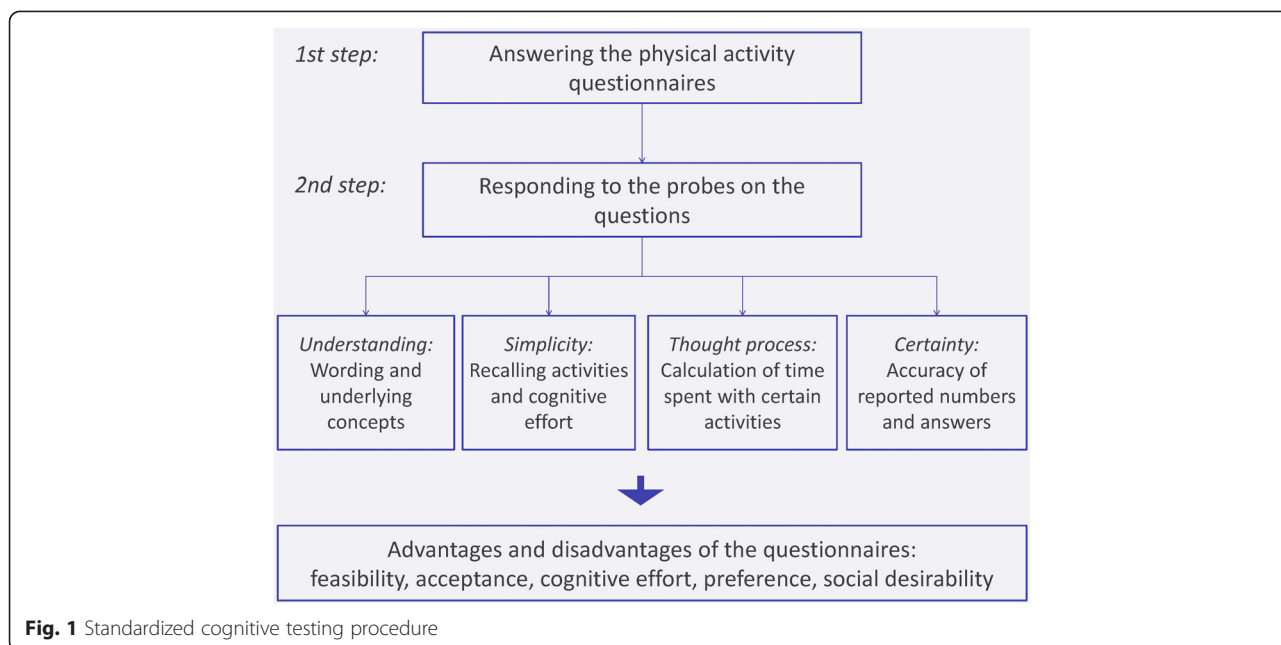 1st step:
Answering the physical activity
questionnaires
2nd step:
Responding to the probes on the
questions
Understanding:
Wording and
underlying
concepts
Simplicity:
Recalling activities
and cognitive
effort
Thought process:
Calculation of time
spent with certain
activities
Certainty:
Accuracy of
reported numbers
and answers
Advantages and disadvantages of the questionnaires:
feasibility, acceptance, cognitive effort, preference, social desirability
Fig. 1 Standardized cognitive testing procedure